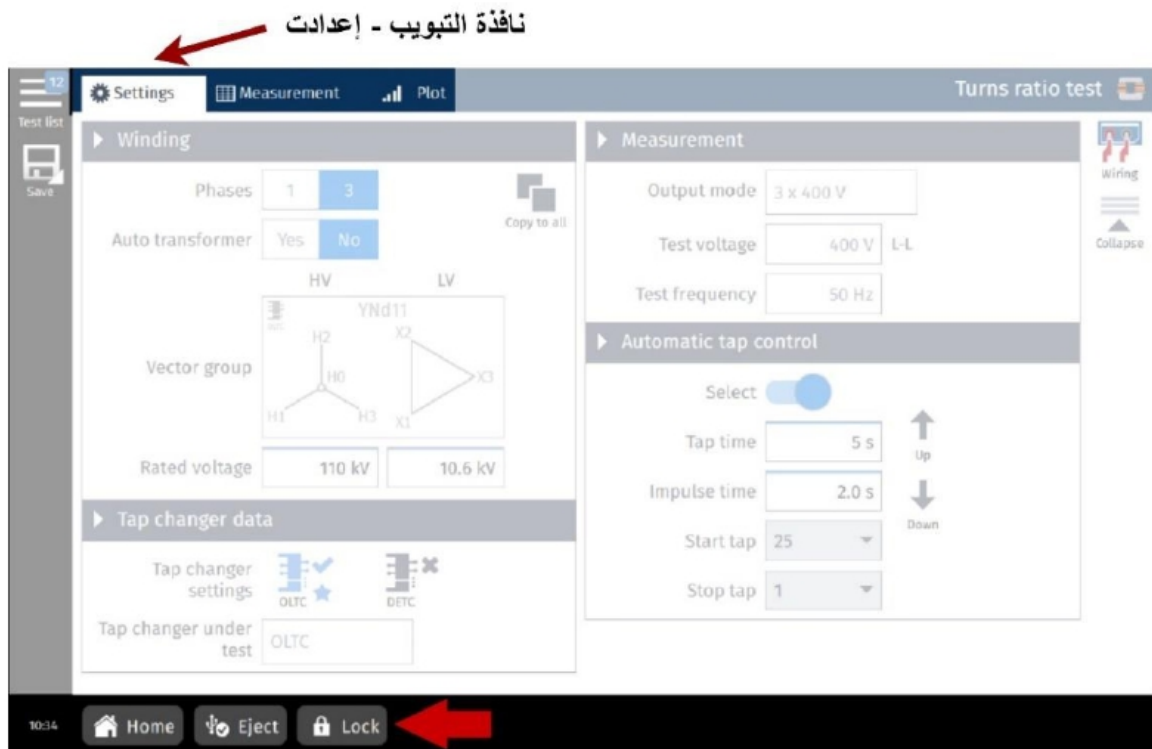 نافذة التبويب - إعدادت
12
Test list
Save
Settings
Measurement
Plot
Turns ratio test
Winding
Phases 1 3
Copy to all
Auto transformer Yes No
HV LV
YNd11
H2 X2
Vector group
H0 X3
H1 H3 X1
Rated voltage 110 kV 10.6 kV
Tap changer data
Tap changer
settings
OLTC DETC
Tap changer under
test
OLTC
Measurement
Output mode 3 x 400 V
Test voltage 400 V L-L
Test frequency 50 Hz
Automatic tap control
Select
Tap time 5 s
Up
Impulse time 2.0 s
Down
Start tap 25
Stop tap 1
Wiring
Collapse
10:34 Home Eject Lock